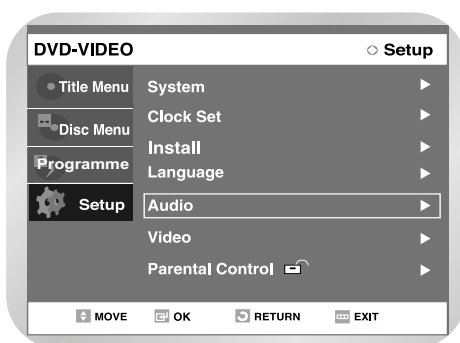 DVD-VIDEO Setup
Title Menu
Disc Menu
Programme
Setup
System
Clock Set
Install
Language
Audio
Video
Parental Control
MOVE OK RETURN EXIT